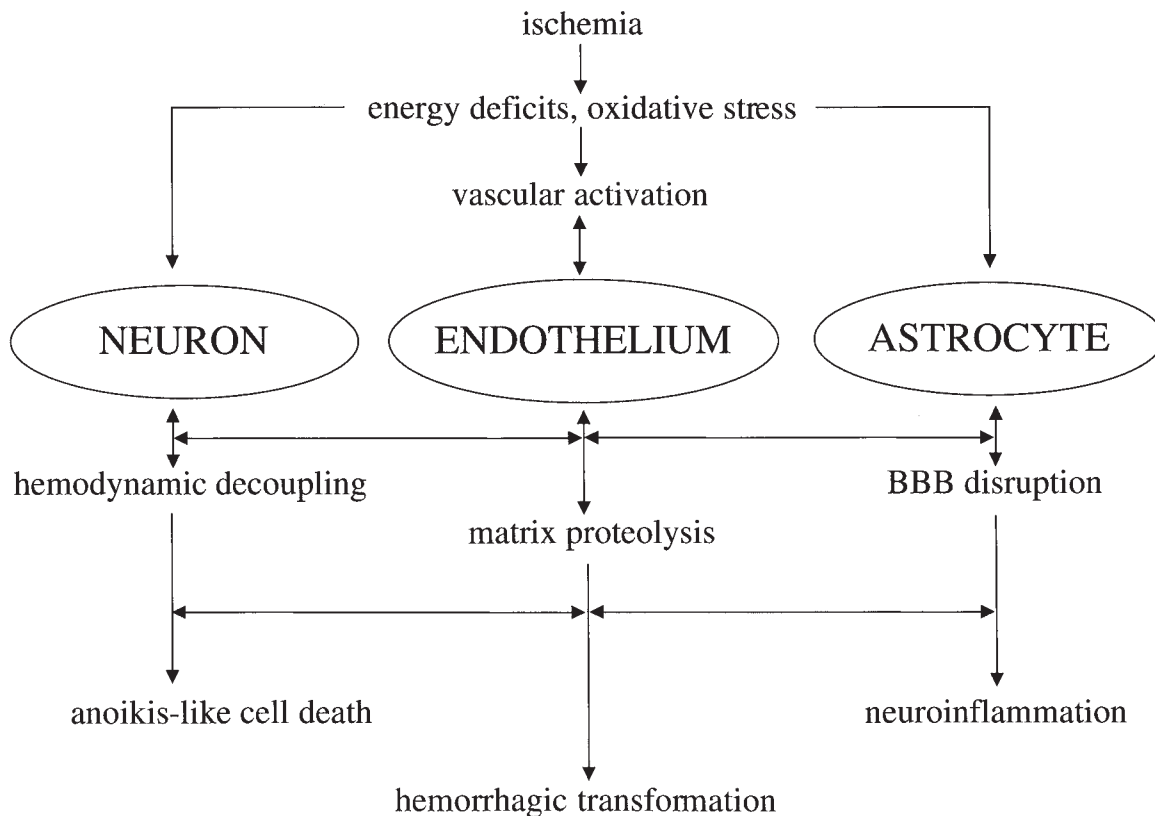 ischemia
energy deficits, oxidative stress
vascular activation
NEURON
ENDOTHELIUM
ASTROCYTE
hemodynamic decoupling
BBB disruption
matrix proteolysis
anoikis-like cell death
neuroinflammation
hemorrhagic transformation